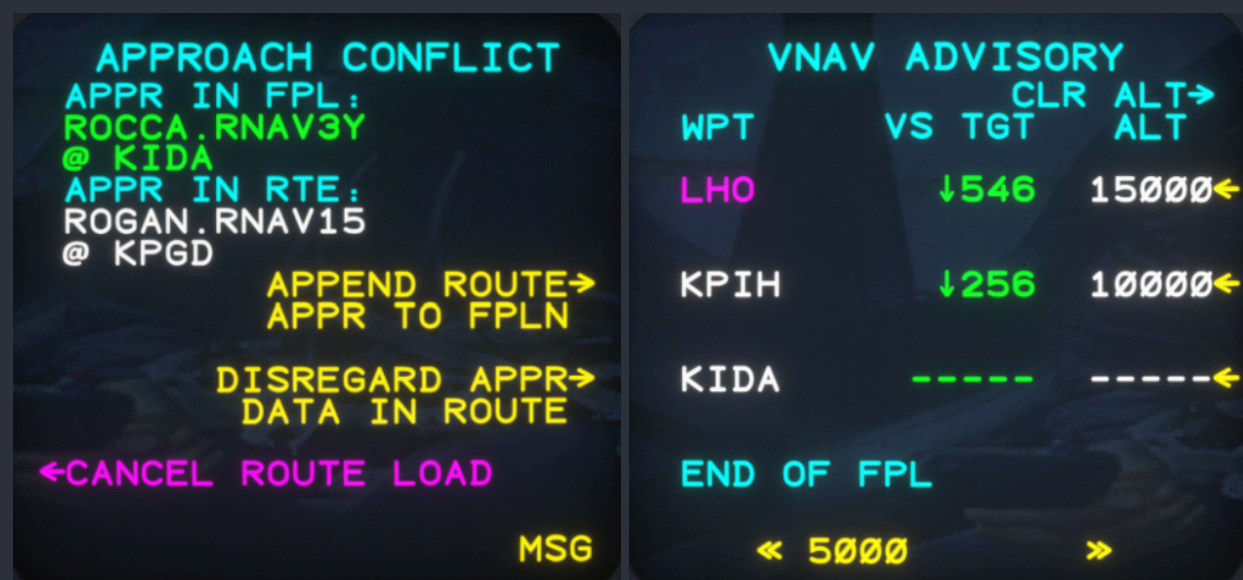 APPROACH CONFLICT
APPR IN FPL:
ROCCA.RNAV3Y
@ KIDA
APPR IN RTE:
ROGAN.RNAV15
@ KPGD
APPEND ROUTE→
APPR TO FPLN
DISREGARD APPR→
DATA IN ROUTE
←CANCEL ROUTE LOAD
MSG
VNAV ADVISORY
CLR ALT→
WPT VS TGT ALT
LHO ↓546 15000←
KPIH ↓256 10000←
KIDA ----- -----←
END OF FPL
« 5000 »